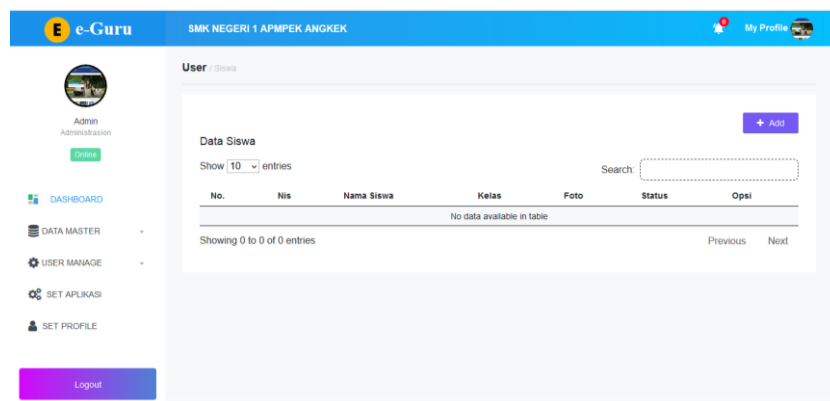 E e-Guru
SMK NEGERI 1 APMPEK ANGKEK
0
My Profile
Admin
Administrasion
Online
DASHBOARD
DATA MASTER
USER MANAGE
SET APLIKASI
SET PROFILE
Logout
User / Siswa
+ Add
Data Siswa
Show 10 entries
Search:
No. Nis Nama Siswa Kelas Foto Status Opsi
No data available in table
Showing 0 to 0 of 0 entries
Previous Next